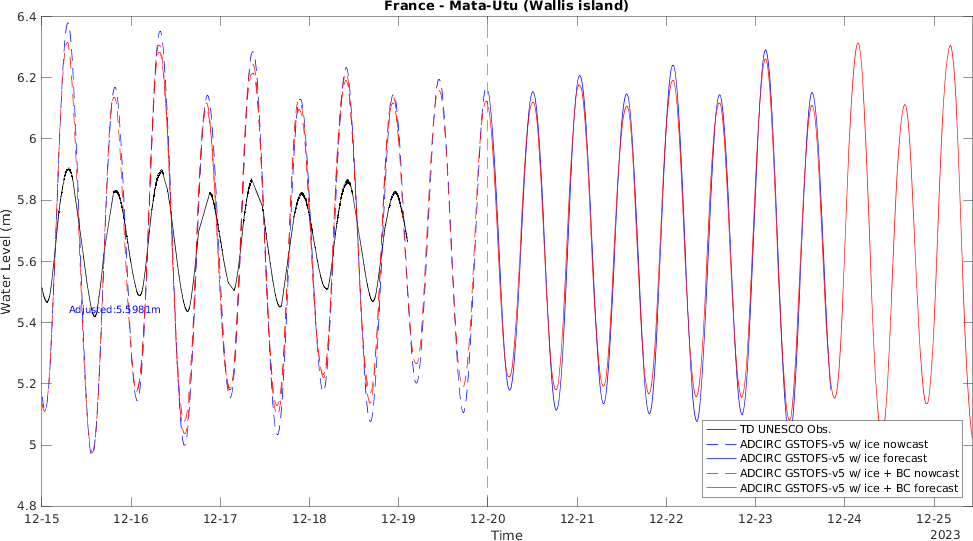 France - Mata-Utu (Wallis island)
6.4
6.2
6
5.8
5.6
5.4
5.2
5
4.8
Water Level (m)
Adjusted:5.5981m
TD UNESCO Obs.
ADCIRC GSTOFS-v5 w/ ice nowcast
ADCIRC GSTOFS-v5 w/ ice forecast
ADCIRC GSTOFS-v5 w/ ice + BC nowcast
ADCIRC GSTOFS-v5 w/ ice + BC forecast
12-15 12-16 12-17 12-18 12-19 12-20 12-21 12-22 12-23 12-24 12-25
2023
Time